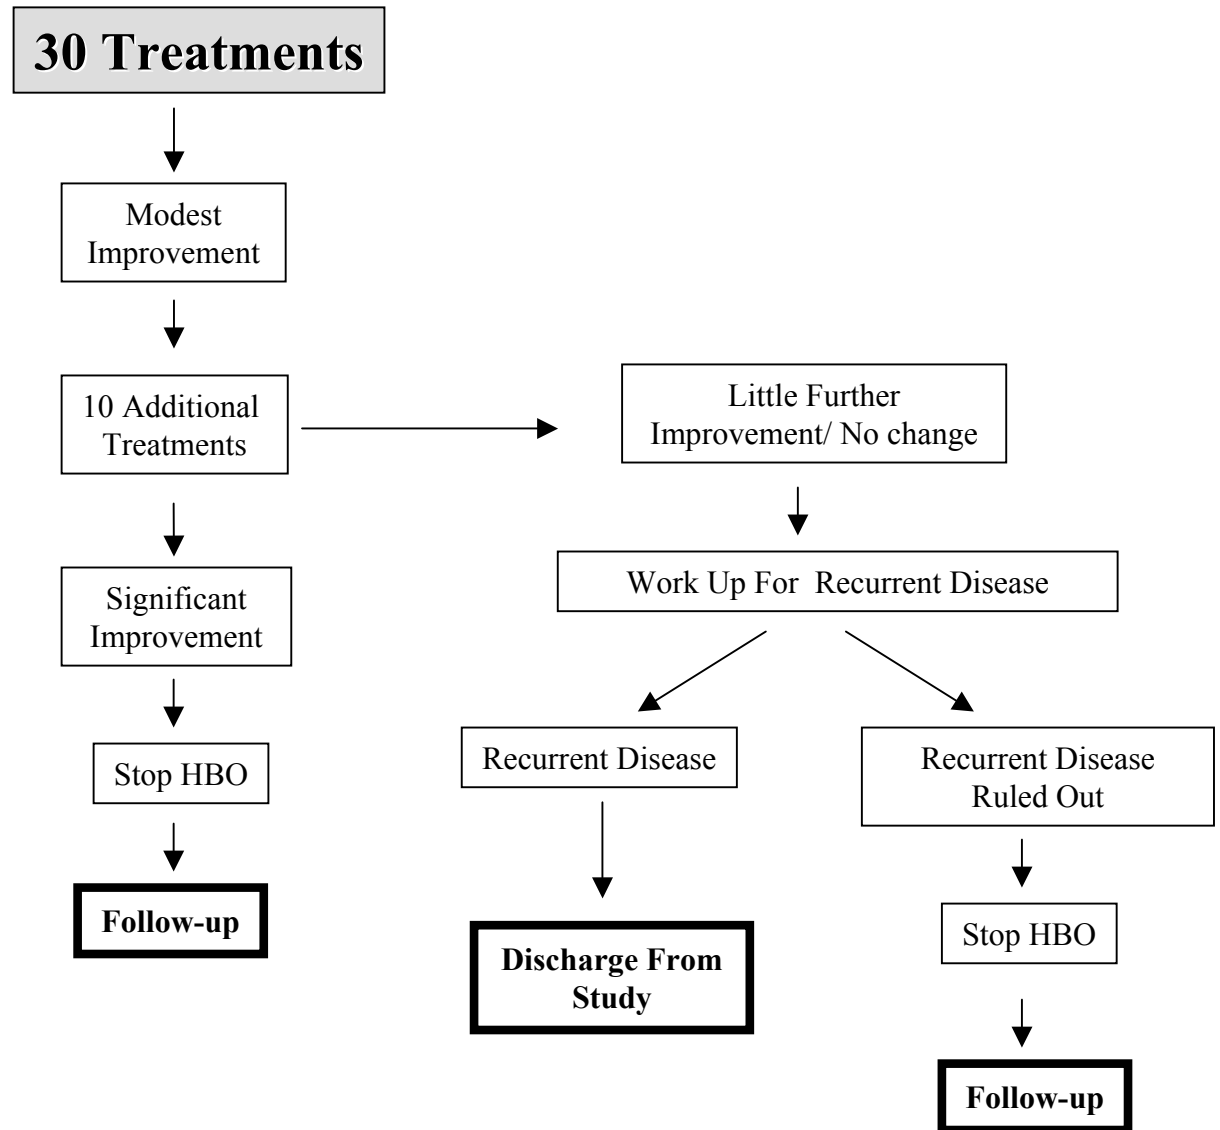 30 Treatments
Modest
Improvement
10 Additional
Treatments
Little Further
Improvement/ No change
Significant
Improvement
Work Up For  Recurrent Disease
Stop HBO
Recurrent Disease
Recurrent Disease
Ruled Out
Follow-up
Discharge From
Study
Stop HBO
Follow-up